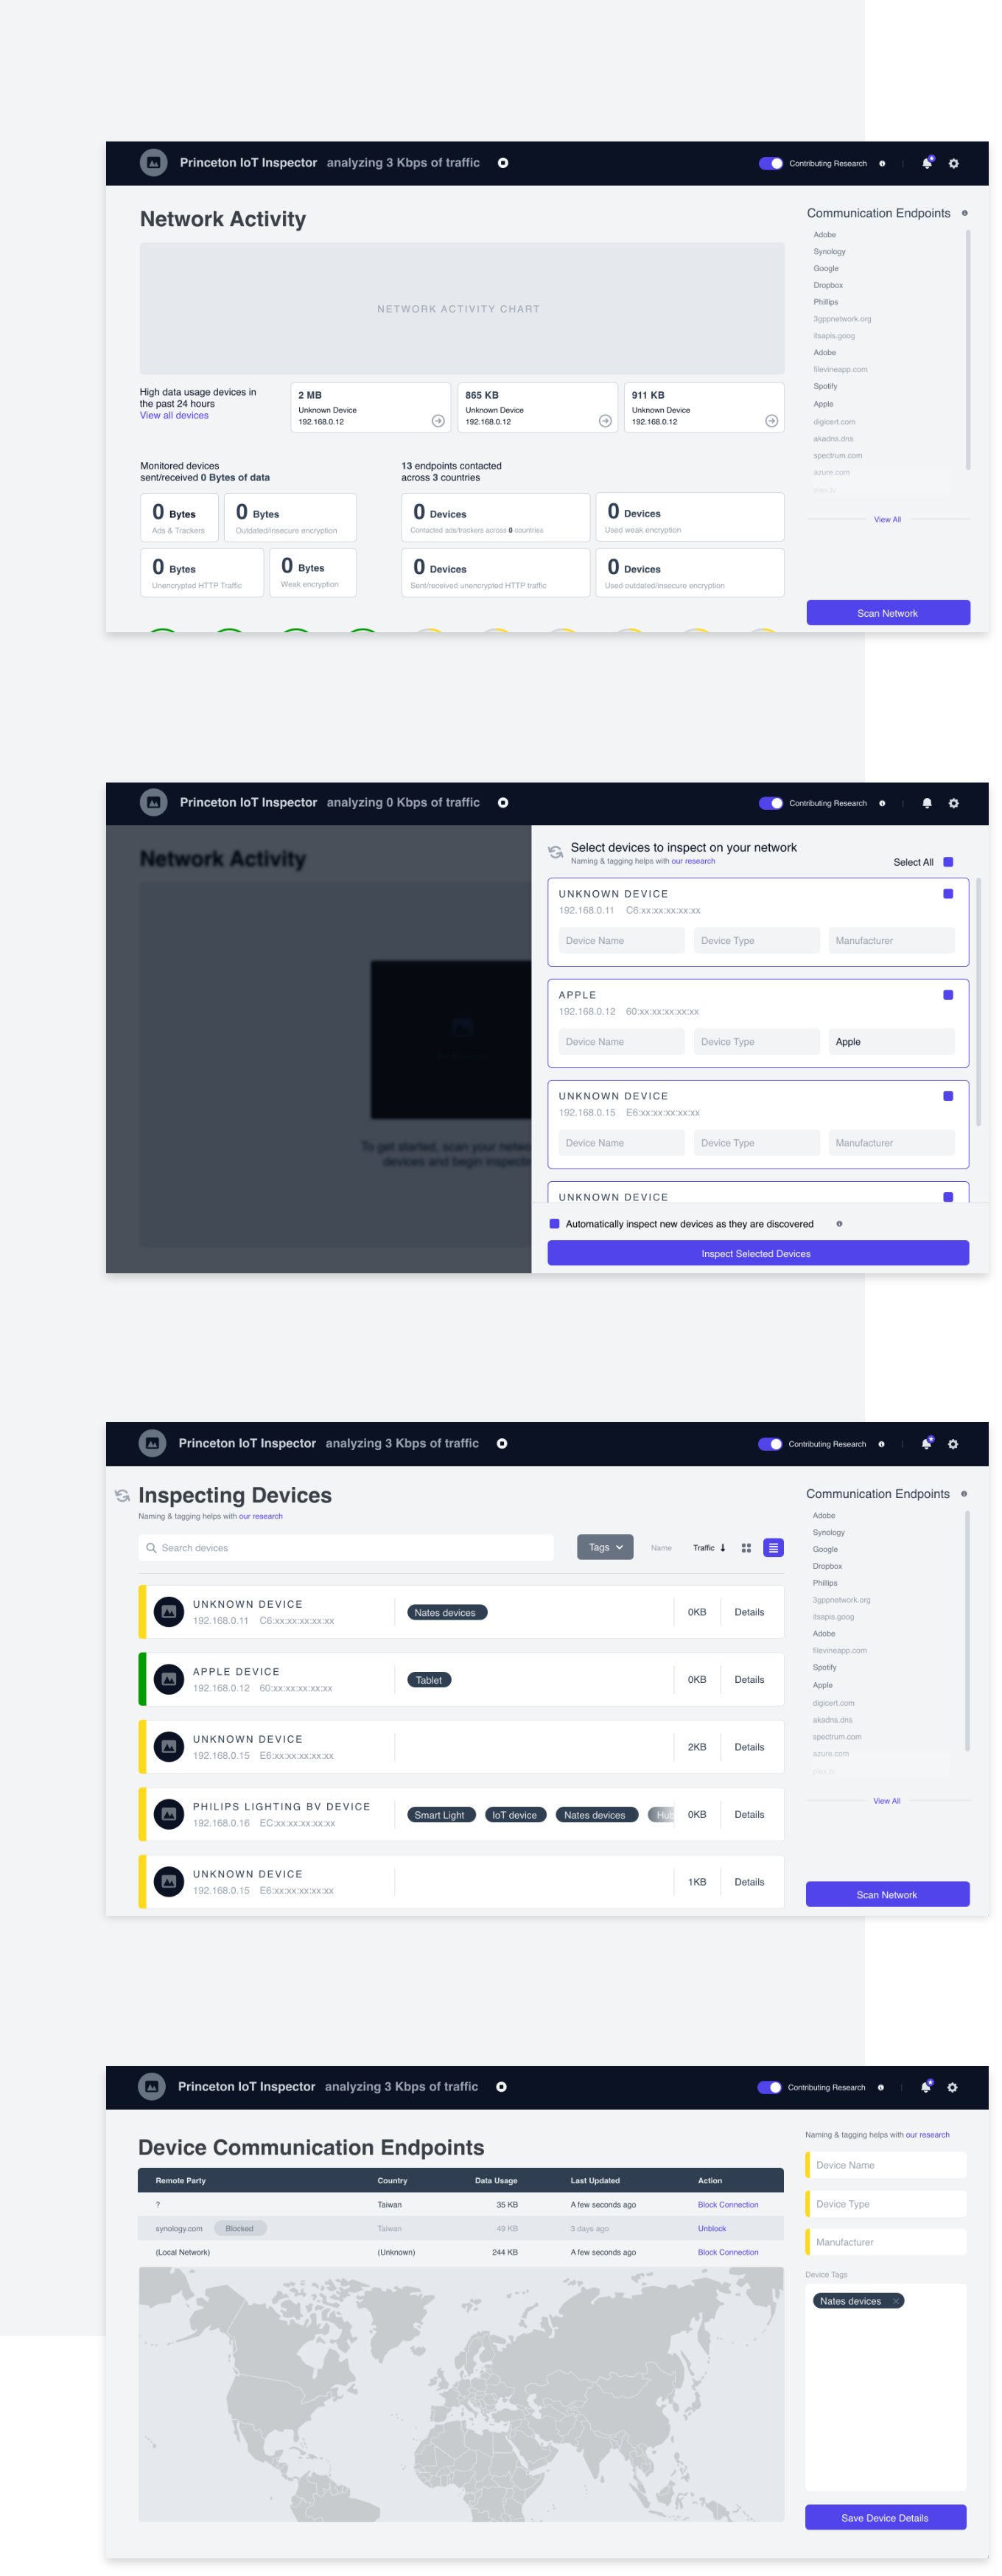 Princeton IoT Inspector analyzing 3 Kbps of traffic
Contributing Research
Network Activity
NETWORK ACTIVITY CHART
High data usage devices in
the past 24 hours
View all devices
2 MB
Unknown Device
192.168.0.12
865 KB
Unknown Device
192.168.0.12
911 KB
Unknown Device
192.168.0.12
Monitored devices
sent/received 0 Bytes of data
0 Bytes
Ads & Trackers
0 Bytes
Outdated/insecure encryption
0 Bytes
Unencrypted HTTP Traffic
0 Bytes
Weak encryption
13 endpoints contacted
across 3 countries
0 Devices
Contacted ads/trackers across 0 countries
0 Devices
Used weak encryption
0 Devices
Sent/received unencrypted HTTP traffic
0 Devices
Used outdated/insecure encryption
Communication Endpoints
Adobe
Synology
Google
Dropbox
Phillips
3gppnetwork.org
itsapis.goog
Adobe
filevineapp.com
Spotify
Apple
digicert.com
akadns.dns
spectrum.com
azure.com
plex.tv
View All
Scan Network
Princeton IoT Inspector analyzing 0 Kbps of traffic
Contributing Research
Network Activity
To get started, scan your netwo
devices and begin inspectin
Select devices to inspect on your network
Naming & tagging helps with our research
Select All
UNKNOWN DEVICE
192.168.0.11 C6:xx:xx:xx:xx:xx
Device Name Device Type Manufacturer
APPLE
192.168.0.12 60:xx:xx:xx:xx:xx
Device Name Device Type Apple
UNKNOWN DEVICE
192.168.0.15 E6:xx:xx:xx:xx:xx
Device Name Device Type Manufacturer
UNKNOWN DEVICE
Automatically inspect new devices as they are discovered
Inspect Selected Devices
Princeton IoT Inspector analyzing 3 Kbps of traffic
Contributing Research
Inspecting Devices
Naming & tagging helps with our research
Search devices
Tags
Name
Traffic
UNKNOWN DEVICE
192.168.0.11 C6:xx:xx:xx:xx:xx
Nates devices
0KB
Details
APPLE DEVICE
192.168.0.12 60:xx:xx:xx:xx:xx
Tablet
0KB
Details
UNKNOWN DEVICE
192.168.0.15 E6:xx:xx:xx:xx:xx
2KB
Details
PHILIPS LIGHTING BV DEVICE
192.168.0.16 EC:xx:xx:xx:xx:xx
Smart Light IoT device Nates devices Hub
0KB
Details
UNKNOWN DEVICE
192.168.0.15 E6:xx:xx:xx:xx:xx
1KB
Details
Communication Endpoints
Adobe
Synology
Google
Dropbox
Phillips
3gppnetwork.org
itsapis.goog
Adobe
filevineapp.com
Spotify
Apple
digicert.com
akadns.dns
spectrum.com
azure.com
plex.tv
View All
Scan Network
Princeton IoT Inspector analyzing 3 Kbps of traffic
Contributing Research
Device Communication Endpoints
Remote Party Country Data Usage Last Updated Action
? Taiwan 35 KB A few seconds ago Block Connection
synology.com Blocked Taiwan 49 KB 3 days ago Unblock
(Local Network) (Unknown) 244 KB A few seconds ago Block Connection
Naming & tagging helps with our research
Device Name
Device Type
Manufacturer
Device Tags
Nates devices
Save Device Details